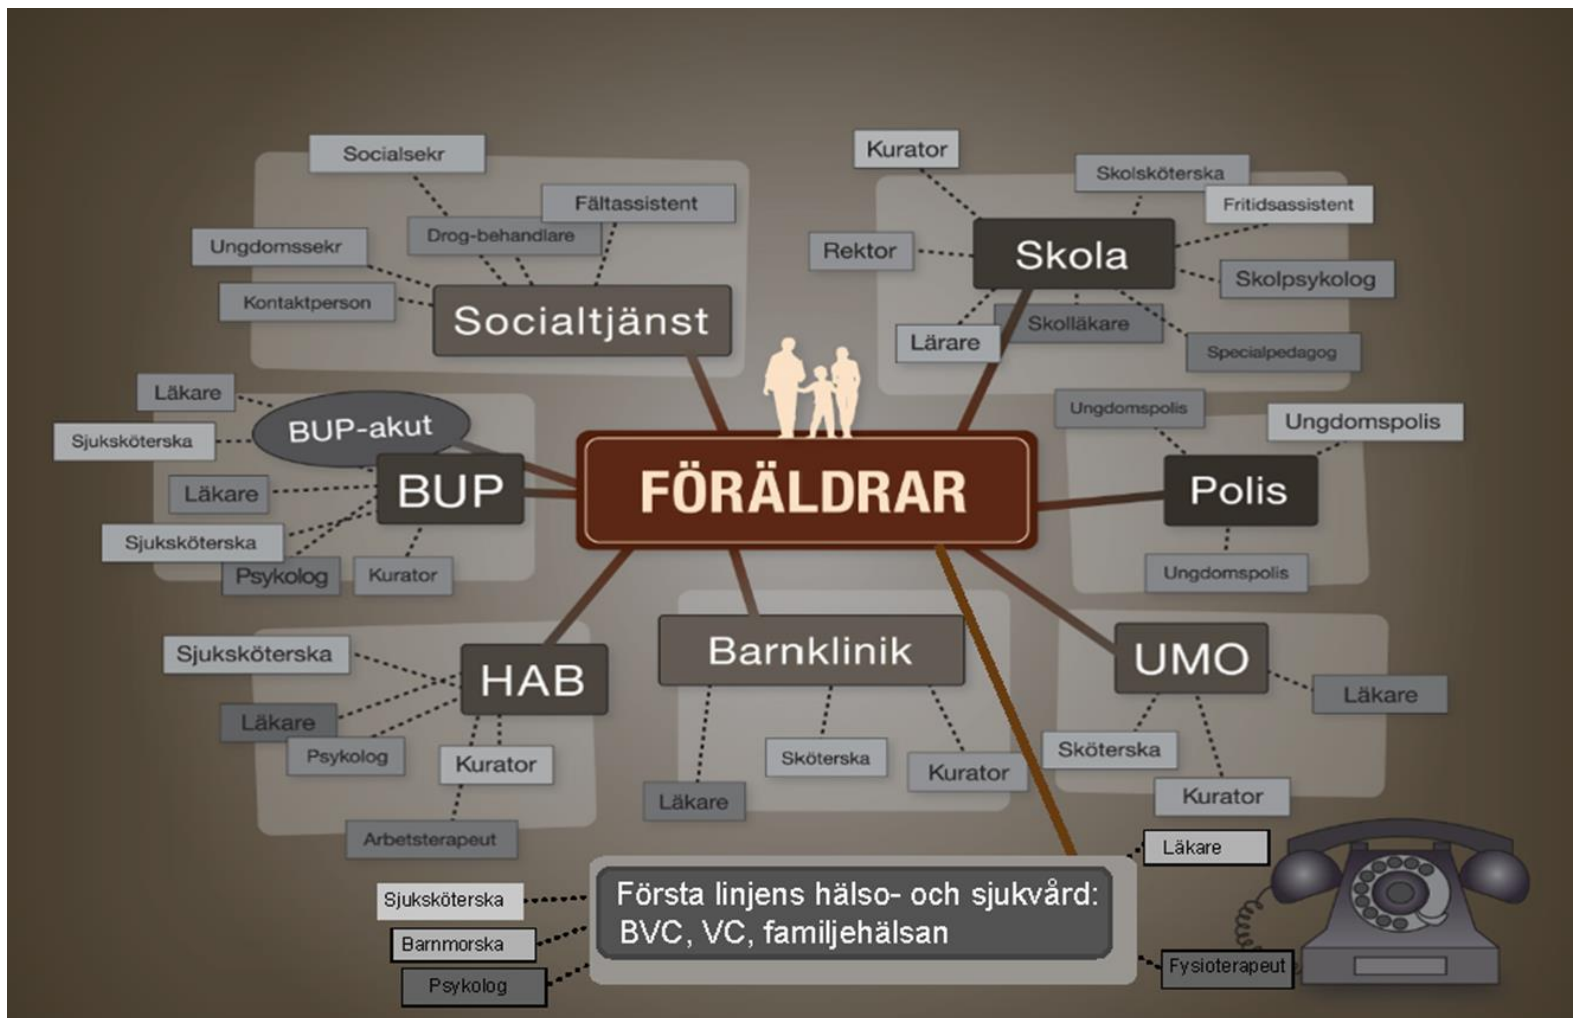 Socialsekr
Fältassistent
Drog-behandlare
Ungdomssekr
Kontaktperson
Socialtjänst
Kurator
Skolsköterska
Fritidsassistent
Rektor
Skola
Skolpsykolog
Lärare
Skolläkare
Specialpedagog
Läkare
BUP-akut
Sjuksköterska
Läkare
BUP
Sjuksköterska
Psykolog
Kurator
FÖRÄLDRAR
Ungdomspolis
Ungdomspolis
Polis
Ungdomspolis
Sjuksköterska
HAB
Läkare
Psykolog
Kurator
Arbetsterapeut
Barnklinik
Läkare
Sköterska
Kurator
UMO
Läkare
Sköterska
Kurator
Sjuksköterska
Barnmorska
Psykolog
Första linjens hälso- och sjukvård:
BVC, VC, familjehälsan
Läkare
Fysioterapeut